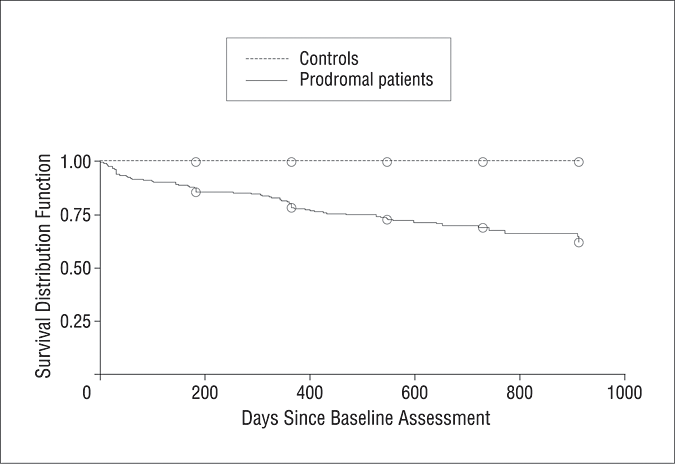 Controls
Prodromal patients
Survival Distribution Function
1.00
0.75
0.50
0.25
0 200 400 600 800 1000
Days Since Baseline Assessment